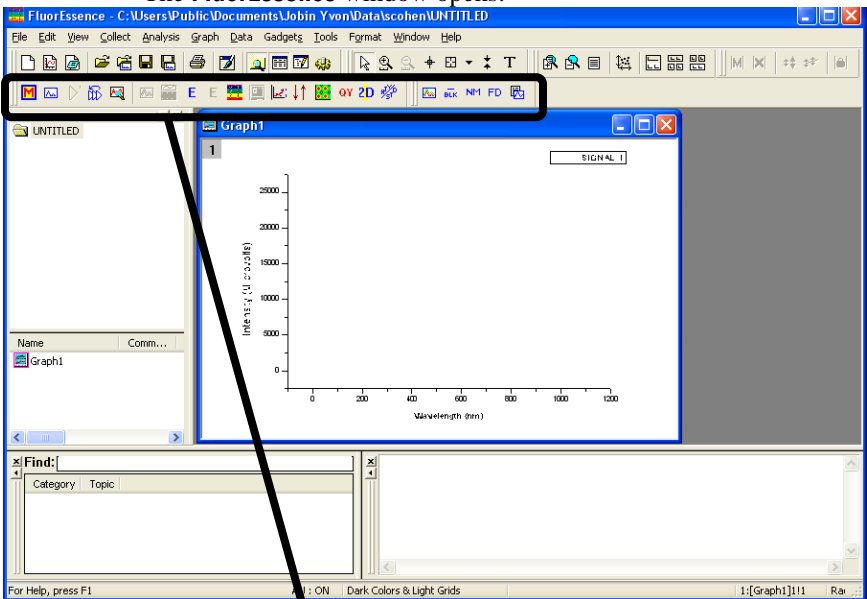 The FluorEssence window opens.
FluorEssence - C:\Users\Public\Documents\Jobin Yvon\Data\scohen\UNTITLED
File Edit View Collect Analysis Graph Data Gadgets Tools Format Window Help
M E E QY 2D BLK NM FD
UNTITLED
Graph1
1
SIGNAL 1
25000
20000
15000
10000
5000
0
Intensity (Microvolts)
0 200 400 600 800 1000 1200
Wavelength (nm)
Name Comm...
Graph1
Find:
Category Topic
For Help, press F1 : ON Dark Colors & Light Grids 1:[Graph1]1!1